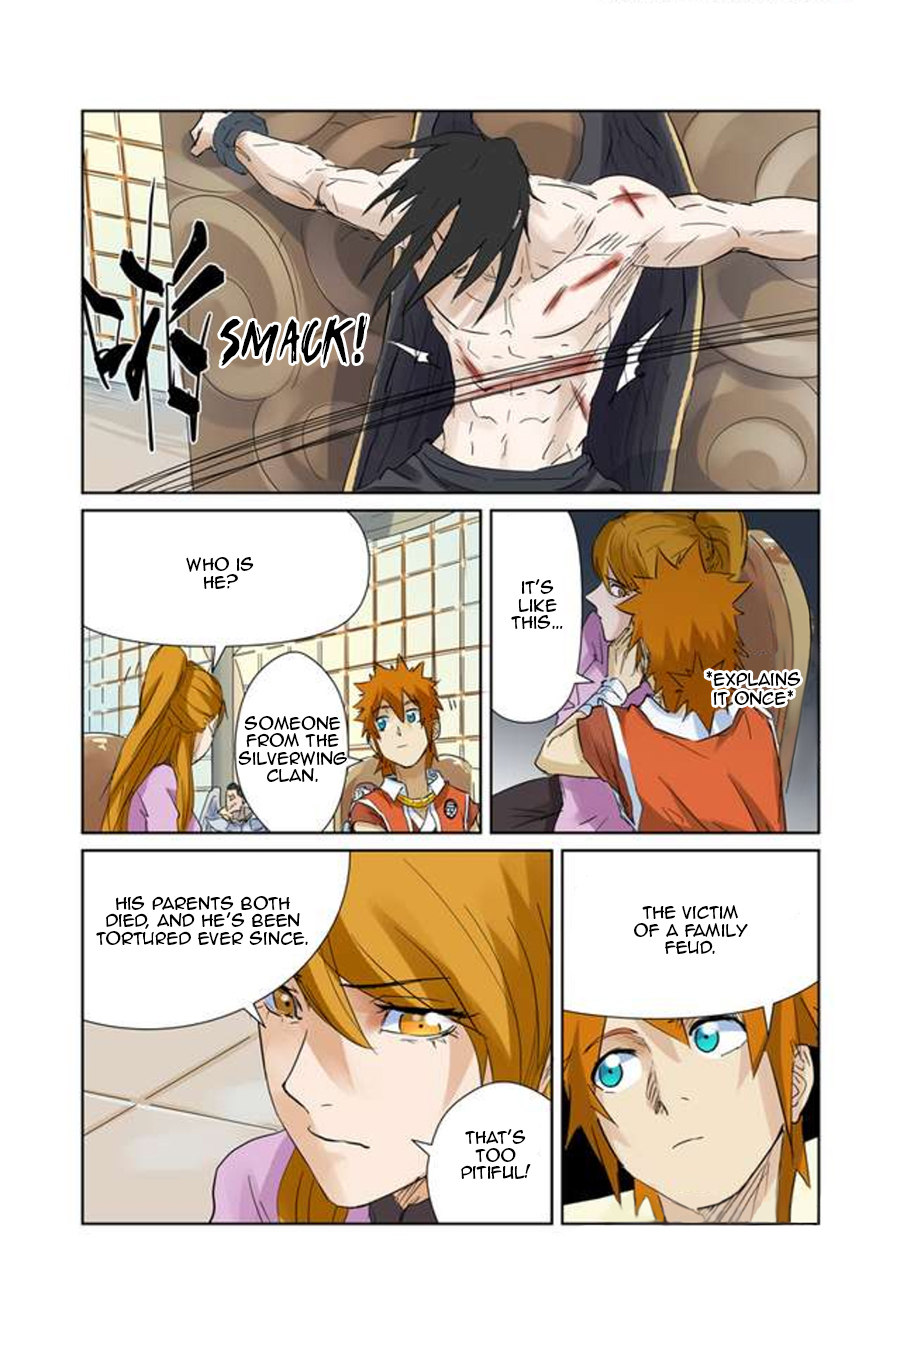 SMACK!
WHO IS
HE?
SOMEONE
FROM THE
SILVERWING
CLAN.
IT'S
LIKE
THIS...
*EXPLAINS
IT ONCE*
HIS PARENTS BOTH
DIED, AND HE'S BEEN
TORTURED EVER SINCE.
THAT'S
TOO
PITIFUL!
THE VICTIM
OF A FAMILY
FEUD.